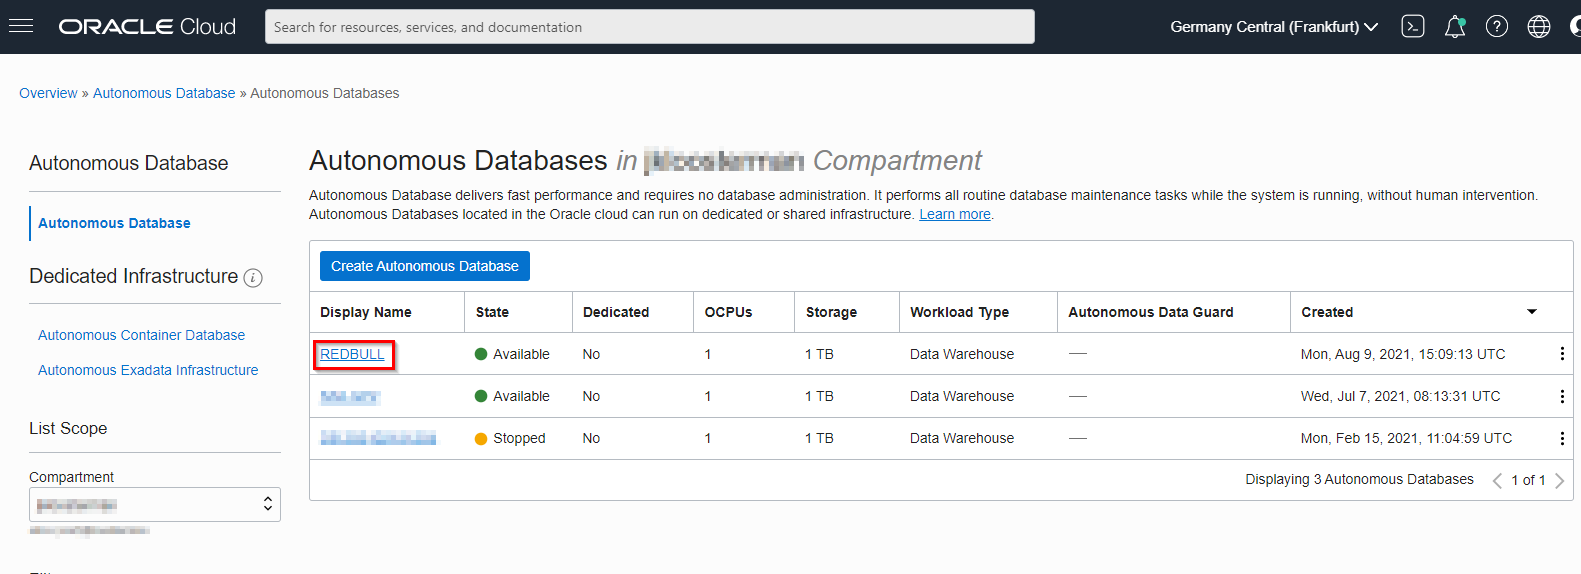 ORACLE Cloud
Search for resources, services, and documentation
Germany Central (Frankfurt)
Overview » Autonomous Database » Autonomous Databases
Autonomous Database
Autonomous Database
Dedicated Infrastructure
Autonomous Container Database
Autonomous Exadata Infrastructure
List Scope
Compartment
Autonomous Databases in Compartment
Autonomous Database delivers fast performance and requires no database administration. It performs all routine database maintenance tasks while the system is running, without human intervention.
Autonomous Databases located in the Oracle cloud can run on dedicated or shared infrastructure. Learn more.
Create Autonomous Database
Display Name State Dedicated OCPUs Storage Workload Type Autonomous Data Guard Created
REDBULL Available No 1 1 TB Data Warehouse — Mon, Aug 9, 2021, 15:09:13 UTC
Available No 1 1 TB Data Warehouse — Wed, Jul 7, 2021, 08:13:31 UTC
Stopped No 1 1 TB Data Warehouse — Mon, Feb 15, 2021, 11:04:59 UTC
Displaying 3 Autonomous Databases 1 of 1